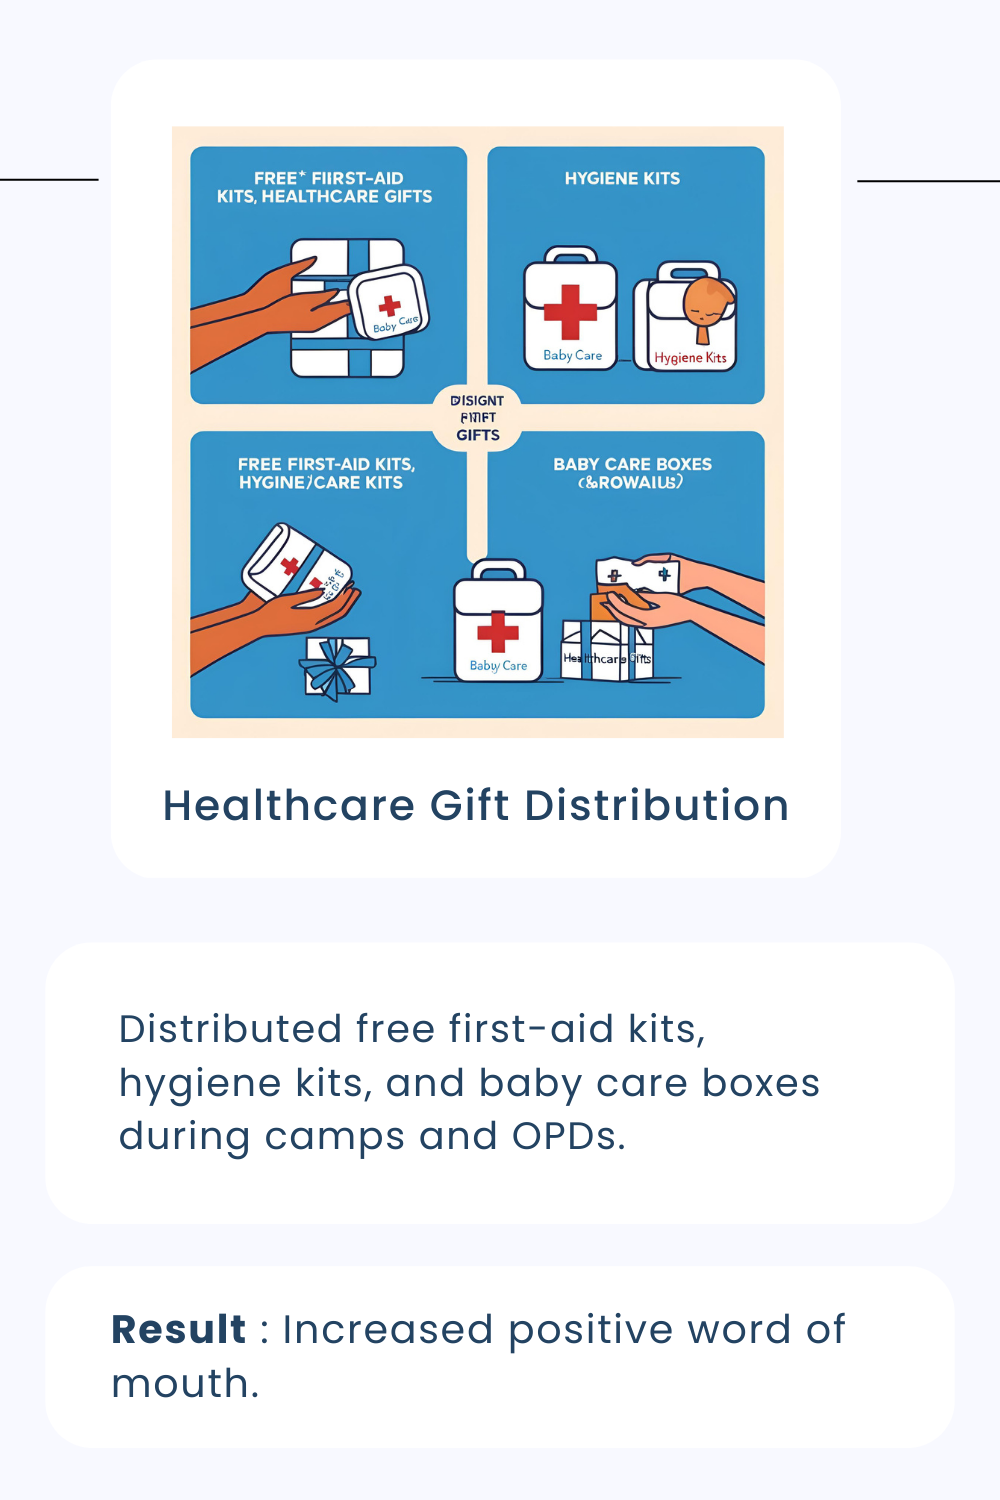 FREE* FIIRST-AID
KITS, HEALTHCARE GIFTS
Baby Care
HYGIENE KITS
Baby Care
Hygiene Kits
DISIGNT
GIFTS
FREE FIRST-AID KITS,
HYGINE/CARE KITS
BABY CARE BOXES
(&ROWAILS)
Baby Care
Healthcare Gifts
Healthcare Gift Distribution
Distributed free first-aid kits,
hygiene kits, and baby care boxes
during camps and OPDs.
Result : Increased positive word of
mouth.